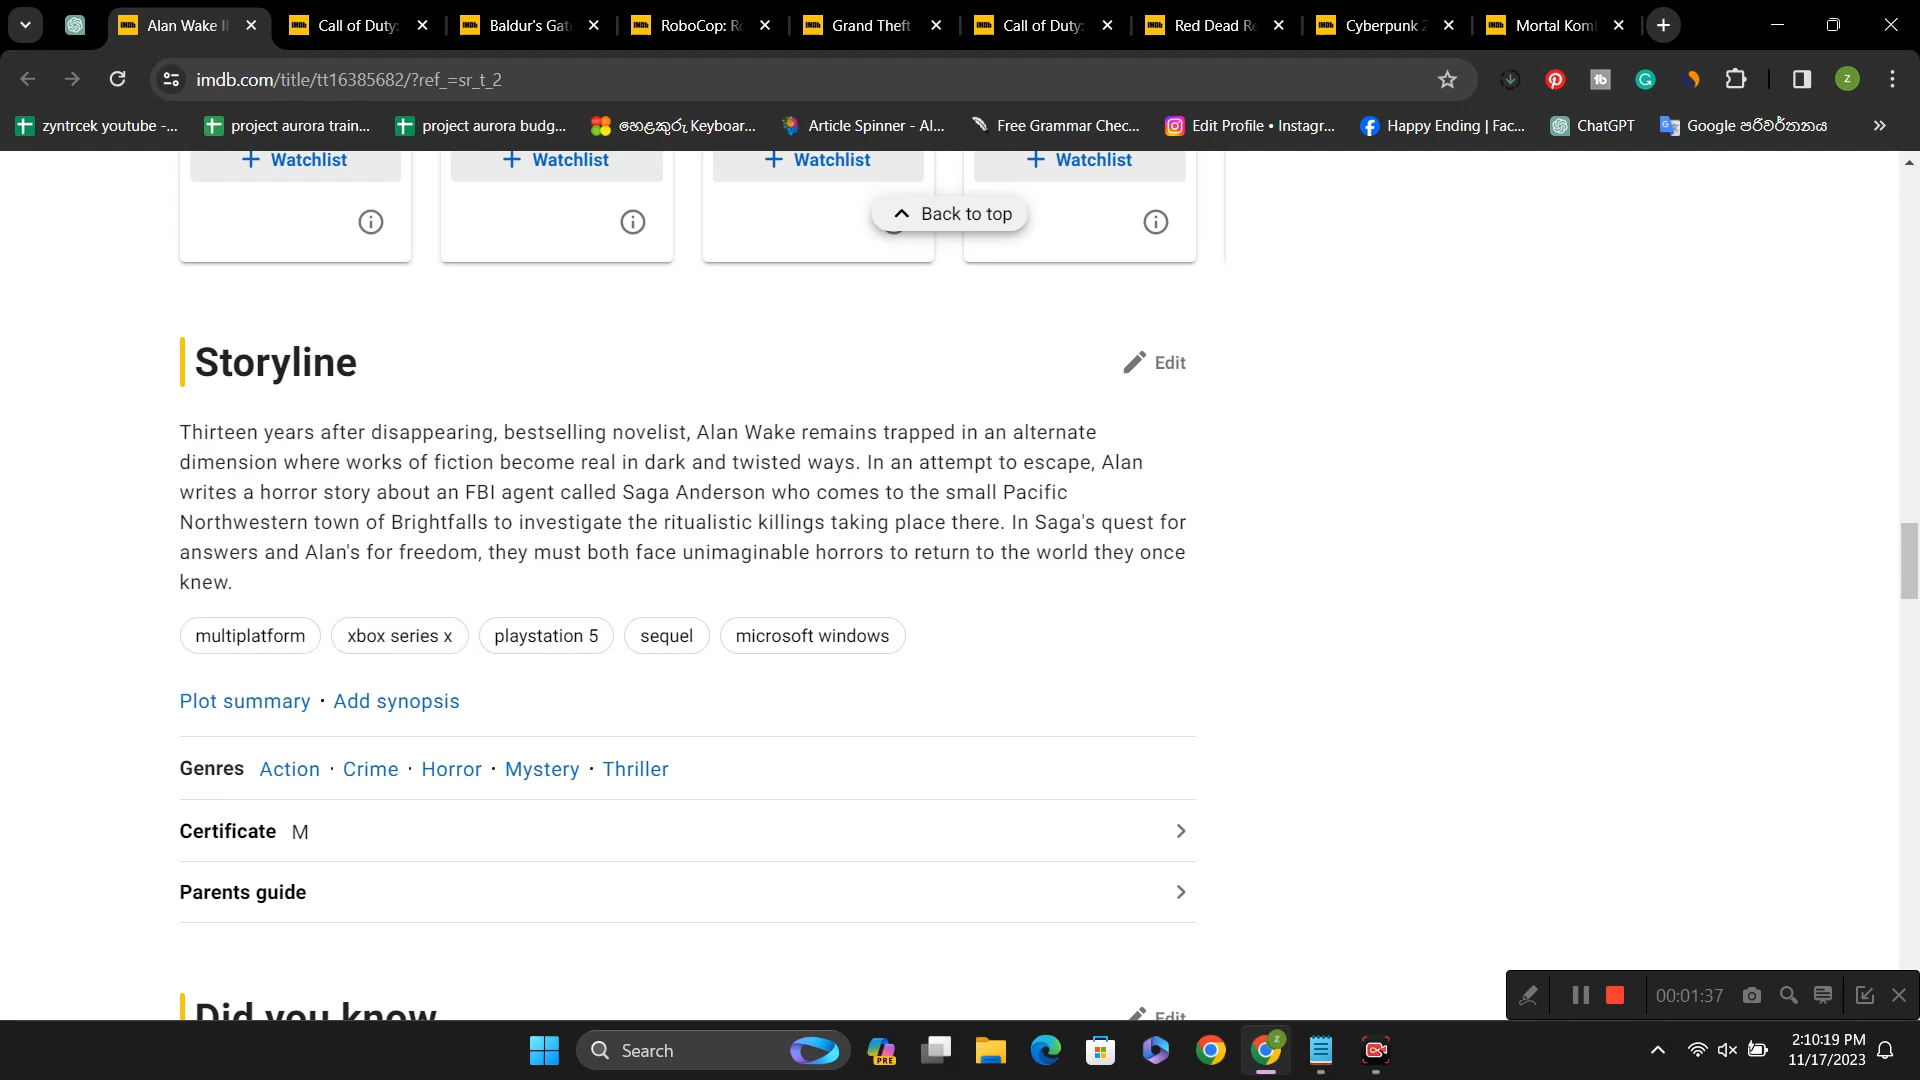 Alan Wake II
Call of Duty:
Baldur's Gat
RoboCop: R
Grand Theft
Call of Duty:
Red Dead Re
Cyberpunk 2
Mortal Kom
imdb.com/title/tt16385682/?ref_=sr_t_2
zyntrcek youtube -...
project aurora train...
project aurora budg...
හෙළකුරු Keyboar...
Article Spinner - AI...
Free Grammar Chec...
Edit Profile • Instagr...
Happy Ending | Fac...
ChatGPT
Google පරිවර්තනය
Watchlist
Watchlist
Watchlist
Watchlist
Back to top
Storyline
Edit
Thirteen years after disappearing, bestselling novelist, Alan Wake remains trapped in an alternate
dimension where works of fiction become real in dark and twisted ways. In an attempt to escape, Alan
writes a horror story about an FBI agent called Saga Anderson who comes to the small Pacific
Northwestern town of Brightfalls to investigate the ritualistic killings taking place there. In Saga's quest for
answers and Alan's for freedom, they must both face unimaginable horrors to return to the world they once
knew.
multiplatform
xbox series x
playstation 5
sequel
microsoft windows
Plot summary · Add synopsis
Genres Action · Crime · Horror · Mystery · Thriller
Certificate M
Parents guide
Did you know
Edit
00:01:37
Search
PRE
2:10:19 PM
11/17/2023